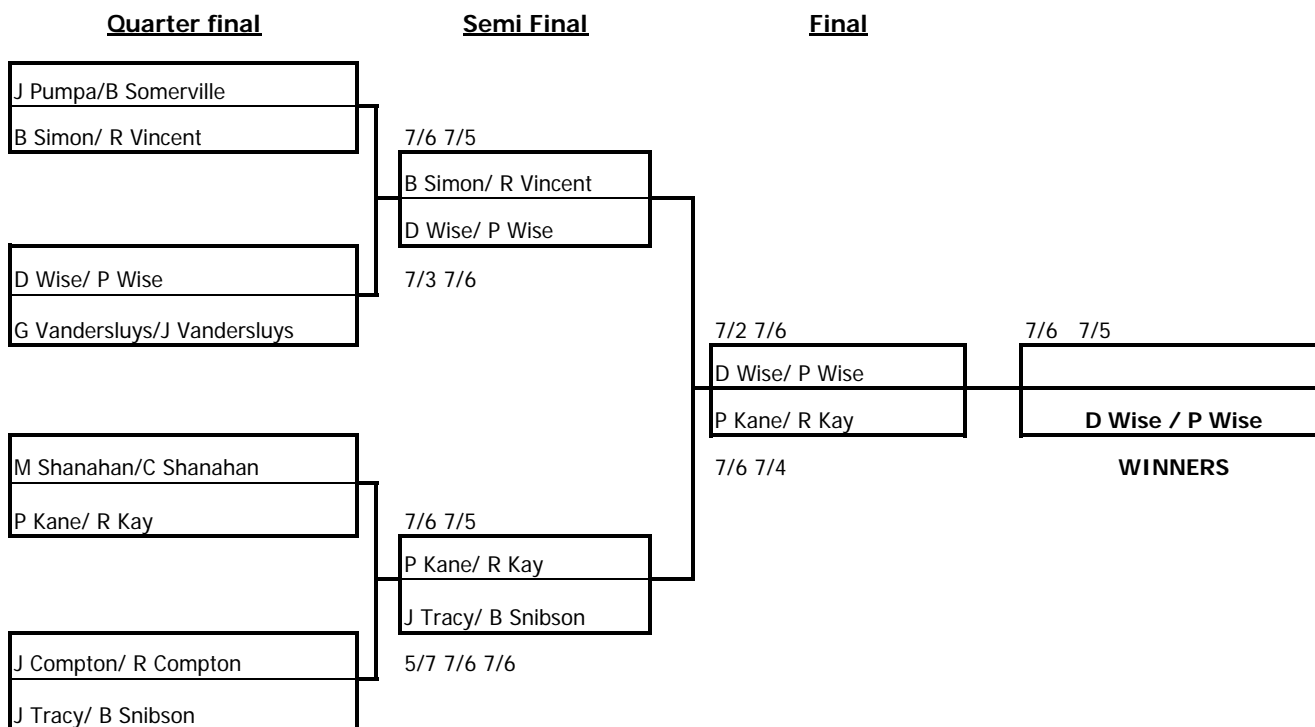 Quarter final Semi Final Final
J Pumpa/B Somerville
B Simon/ R Vincent 7/6 7/5
B Simon/ R Vincent
D Wise/ P Wise
D Wise/ P Wise 7/3 7/6
G Vandersluys/J Vandersluys 7/2 7/6 7/6 7/5
D Wise/ P Wise
P Kane/ R Kay D Wise / P Wise
M Shanahan/C Shanahan 7/6 7/4 WINNERS
P Kane/ R Kay 7/6 7/5
P Kane/ R Kay
J Tracy/ B Snibson
J Compton/ R Compton 5/7 7/6 7/6
J Tracy/ B Snibson